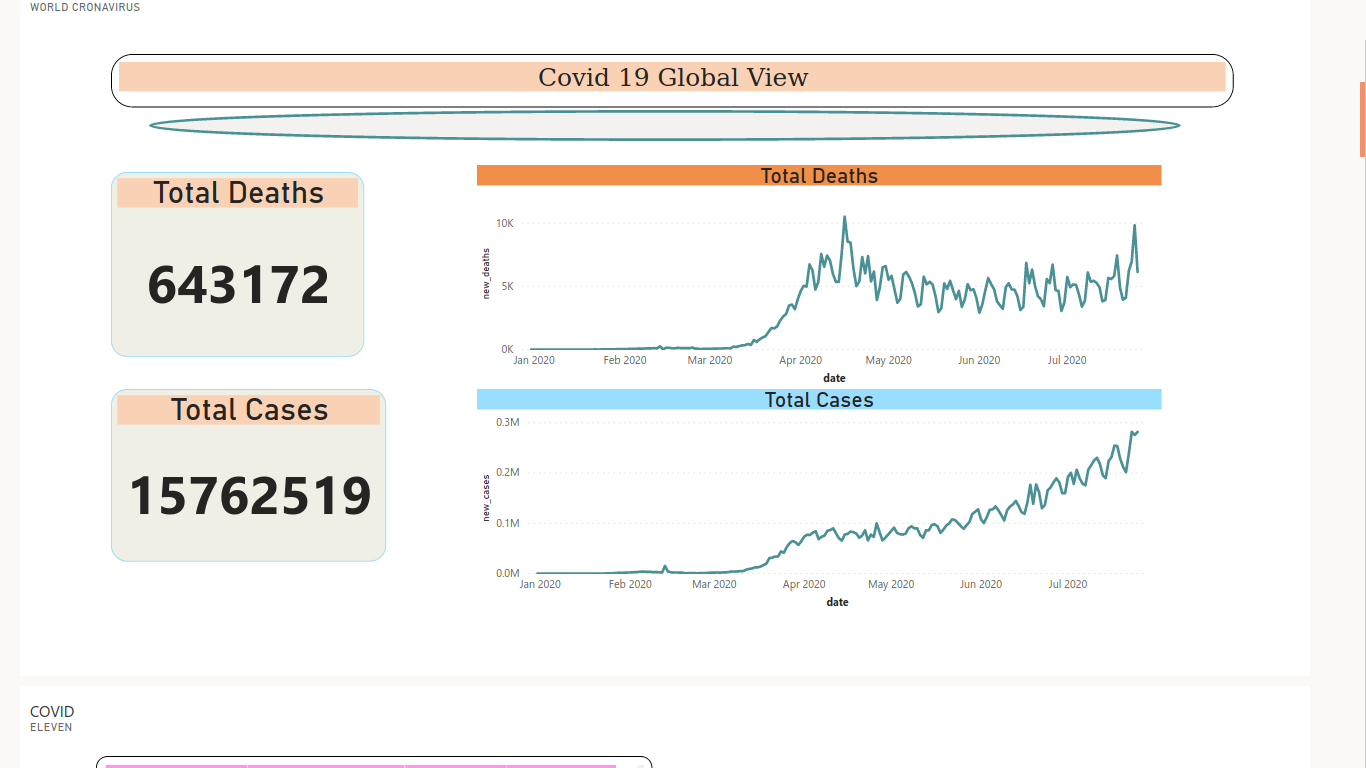 WORLD CRONAVIRUS
Covid 19 Global View
Total Deaths
643172
Total Deaths
new_deaths
10K
5K
0K
Jan 2020 Feb 2020 Mar 2020 Apr 2020 May 2020 Jun 2020 Jul 2020
date
Total Cases
15762519
Total Cases
new_cases
0.3M
0.2M
0.1M
0.0M
Jan 2020 Feb 2020 Mar 2020 Apr 2020 May 2020 Jun 2020 Jul 2020
date
COVID
ELEVEN